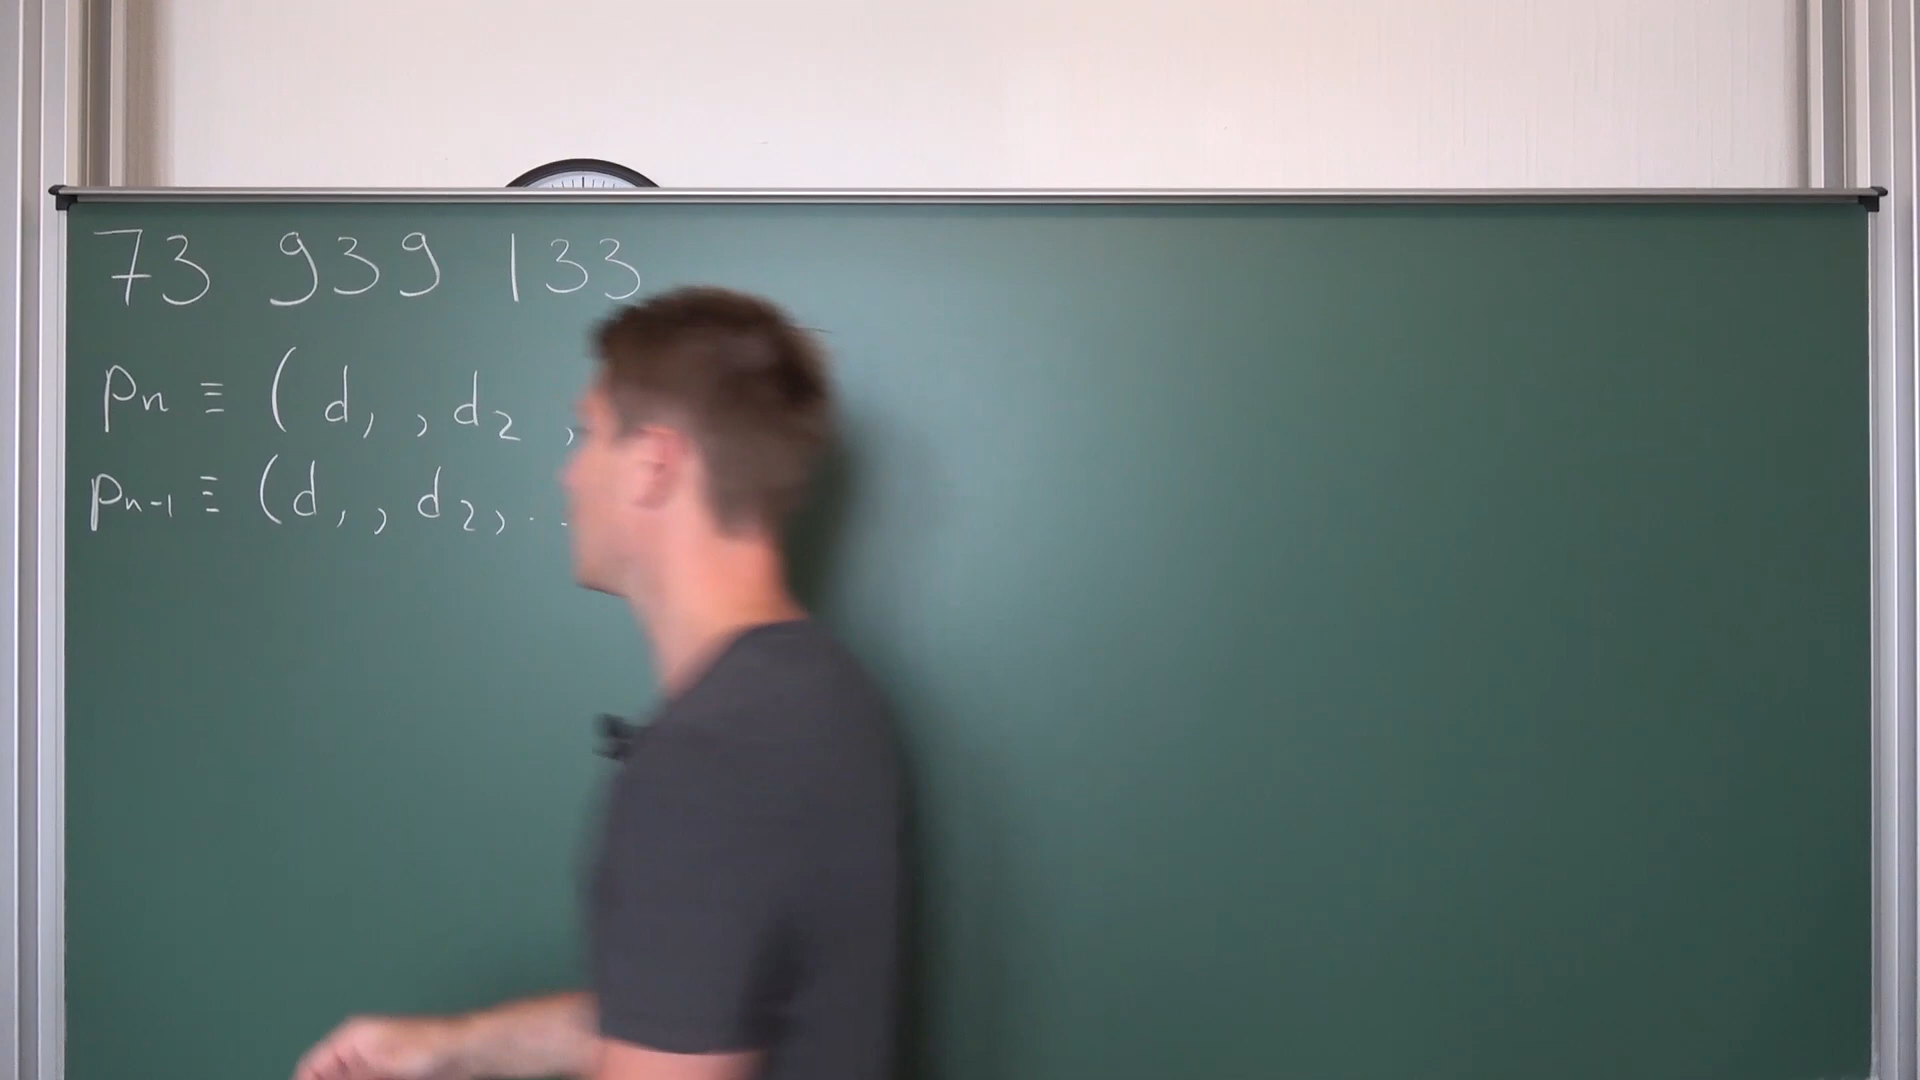 73 939 133
pn ≡ ( d1 , d2 ,
pn-1 ≡ (d1 , d2, ..